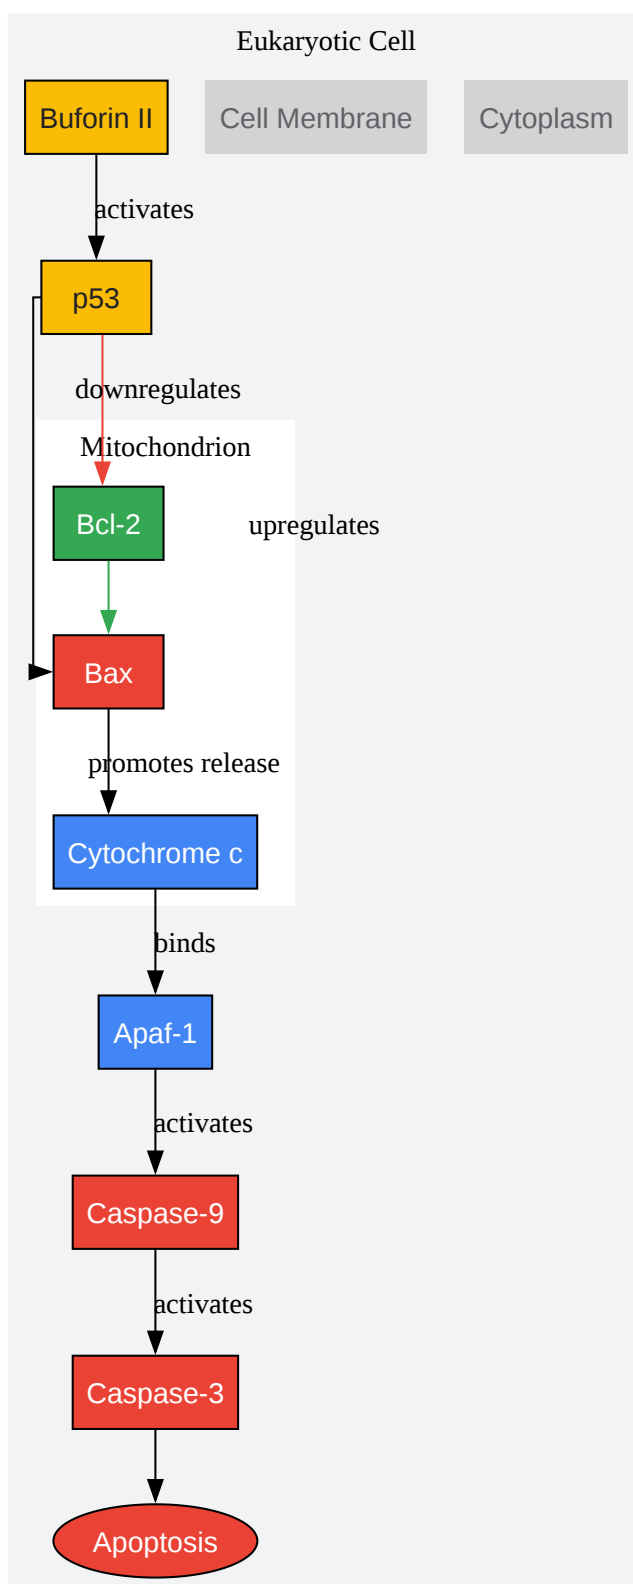 Eukaryotic Cell
Buforin II
Cell Membrane
Cytoplasm
activates
p53
downregulates
Mitochondrion
Bcl-2
upregulates
Bax
promotes release
Cytochrome c
binds
Apaf-1
activates
Caspase-9
activates
Caspase-3
Apoptosis